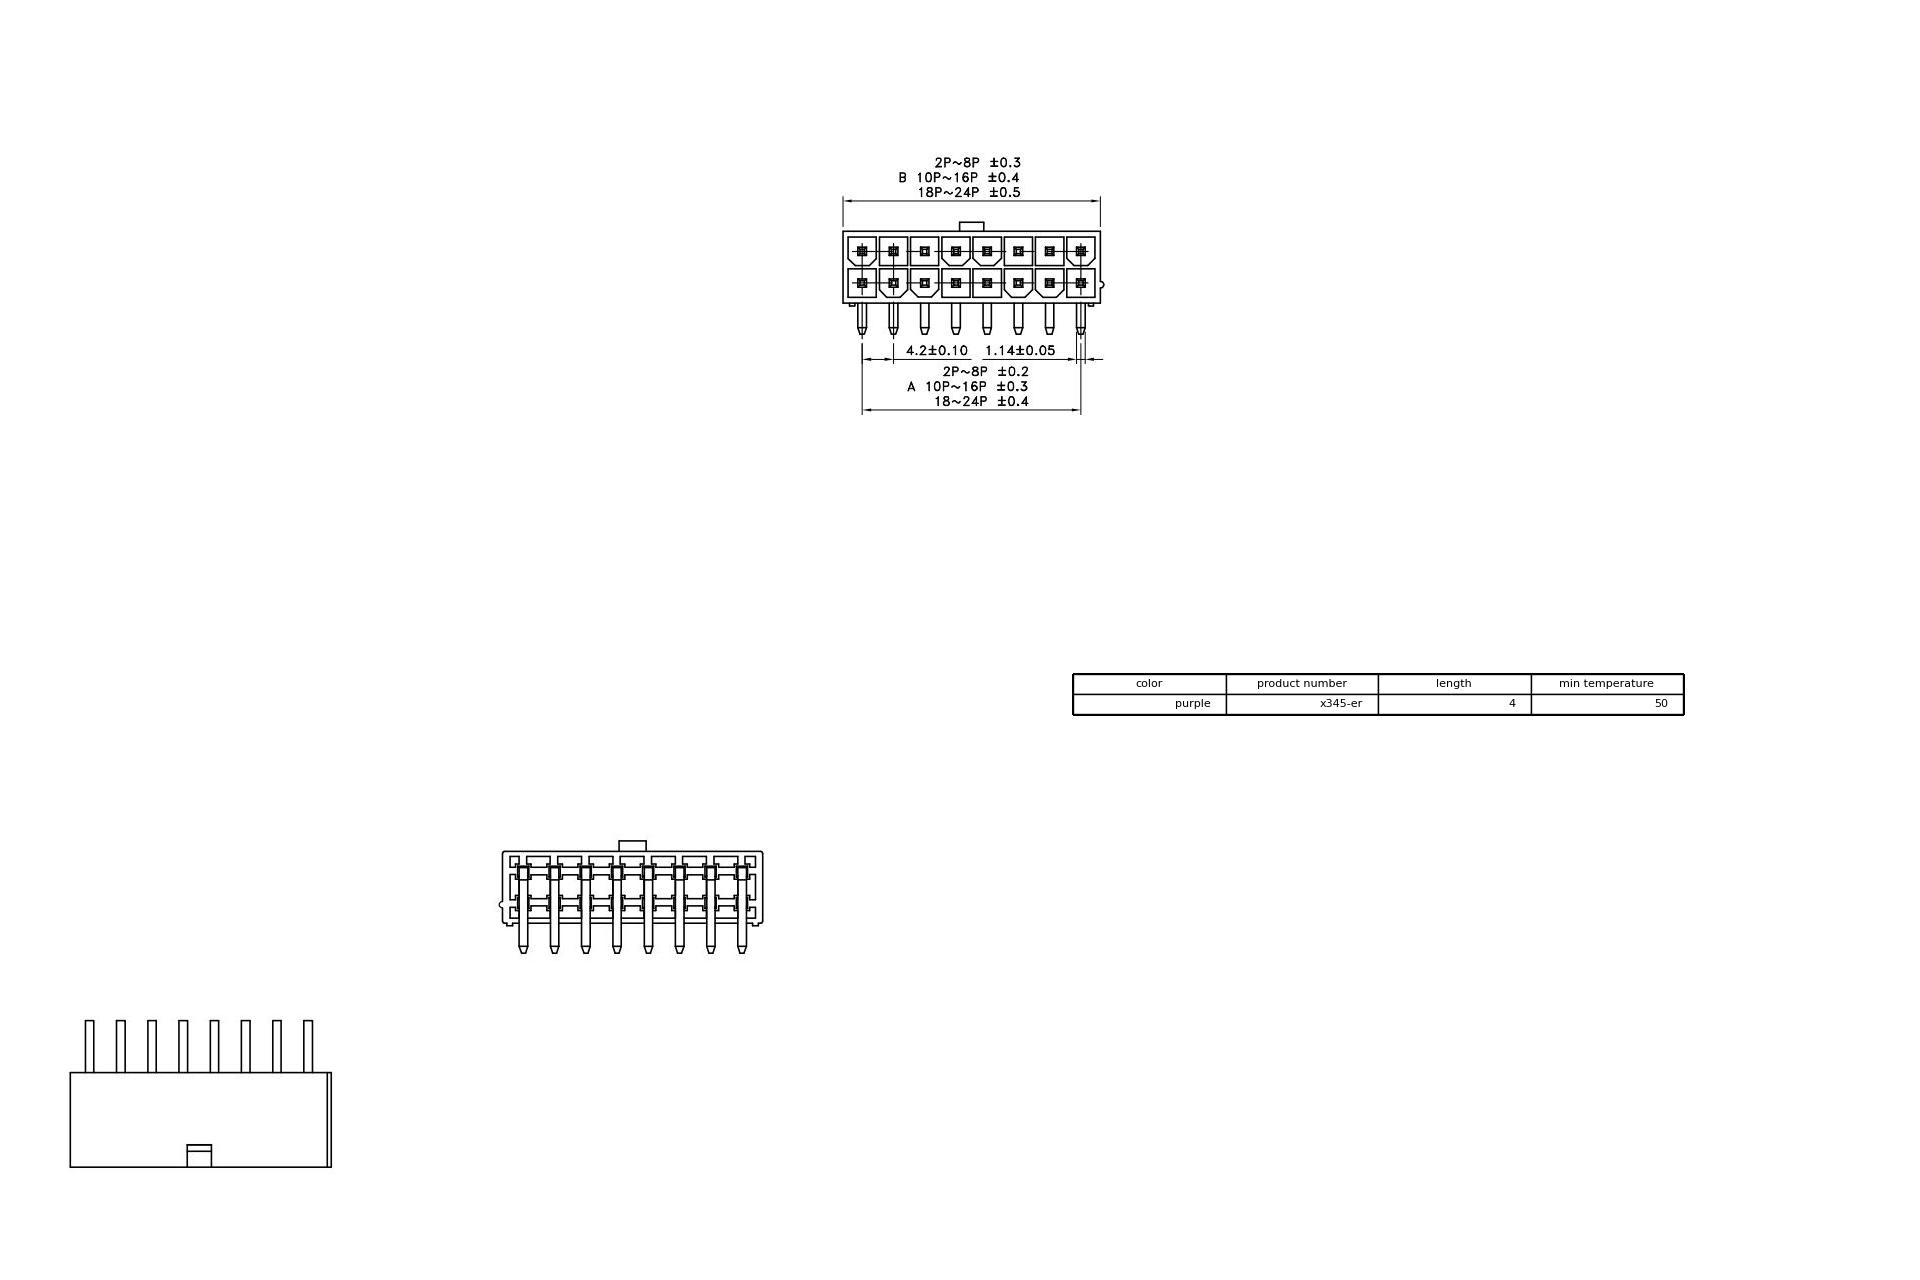 2P~8P ±0.3
B 10P~16P ±0.4
18P~24P ±0.5
4.2±0.10 1.14±0.05
2P~8P ±0.2
A 10P~16P ±0.3
18~24P ±0.4
color product number length min temperature
purple x345-er 4 50